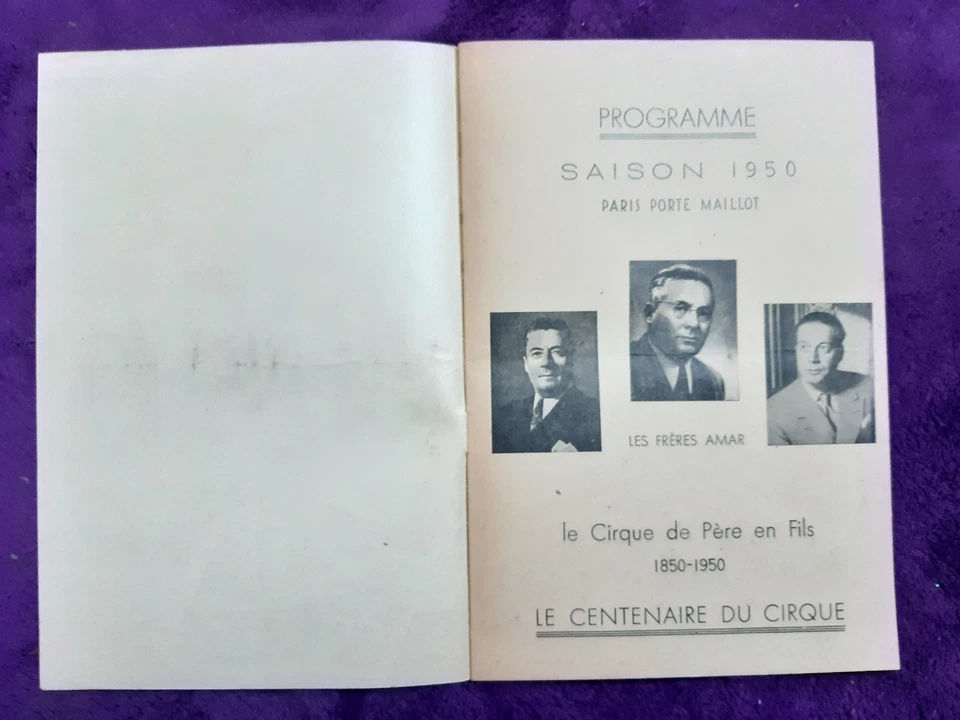 PROGRAMME
SAISON 1950
PARIS PORTE MAILLOT
LES FRÈRES AMAR
le Cirque de Père en Fils
1850-1950
LE CENTENAIRE DU CIRQUE